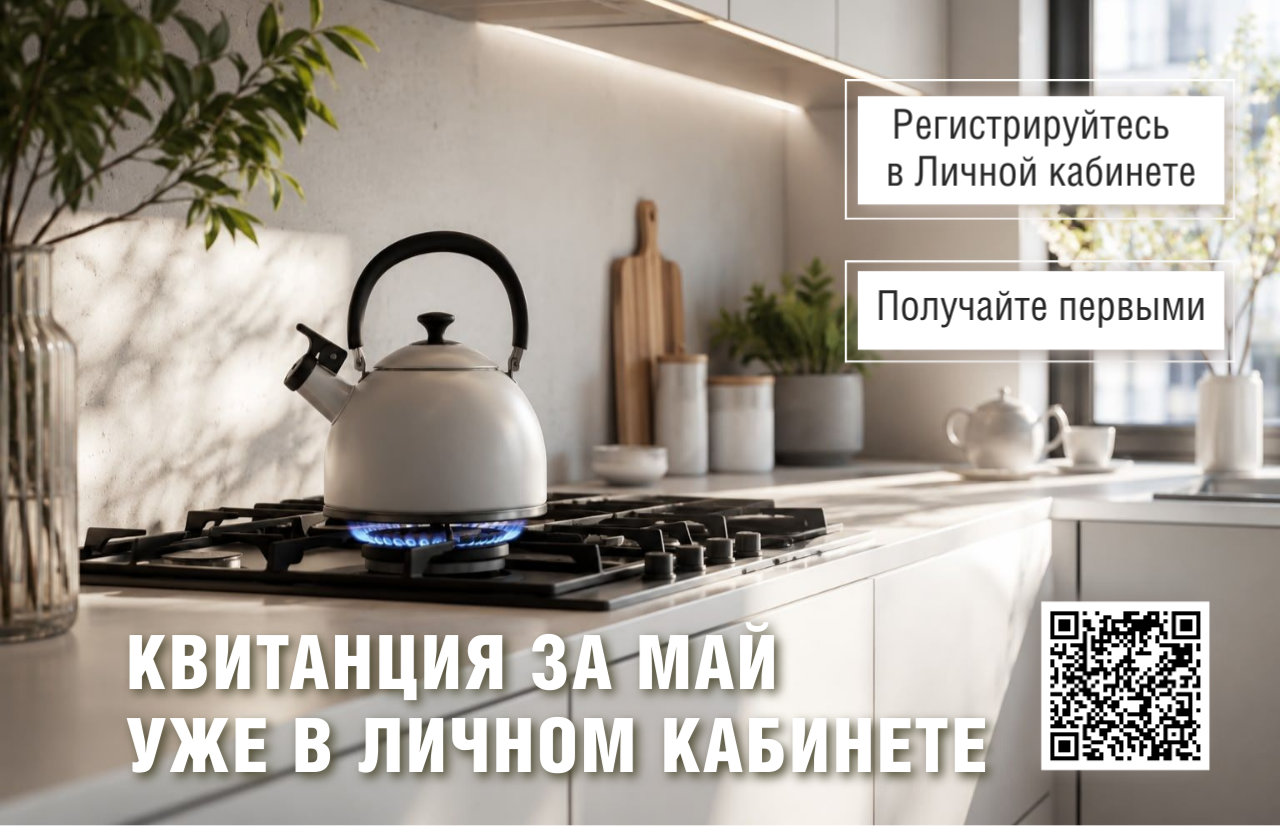 Регистрируйтесь
в Личной кабинете
Получайте первыми
КВИТАНЦИЯ ЗА МАЙ
УЖЕ В ЛИЧНОМ КАБИНЕТЕ